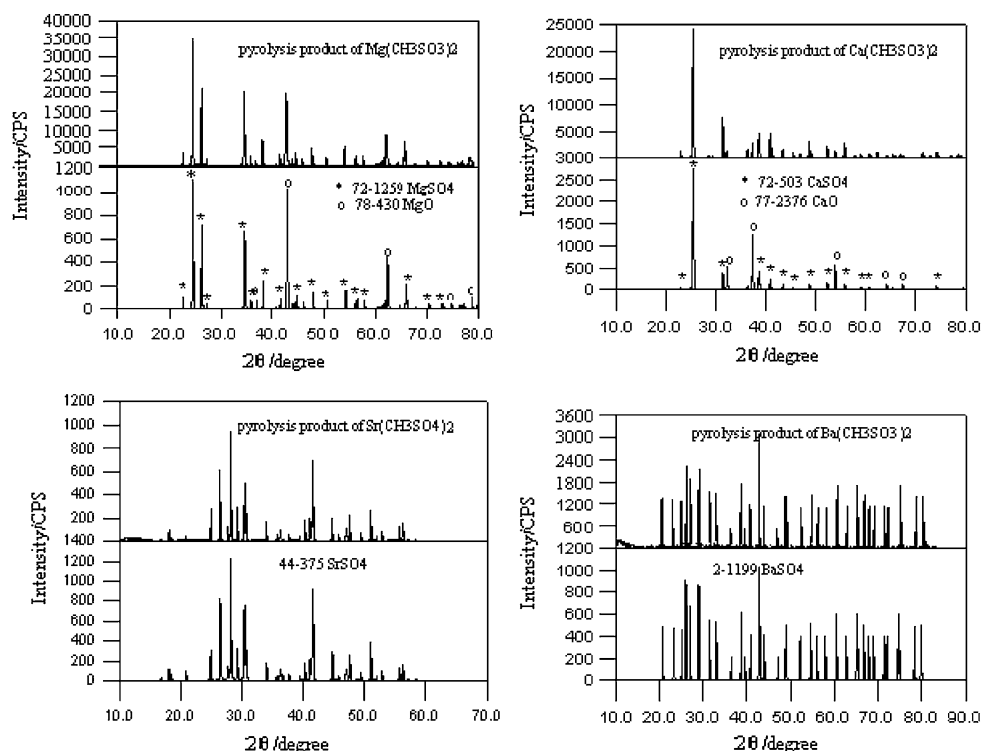 40000
35000
30000
25000
20000
15000
10000
5000
1200
1000
800
600
400
200
0
Intensity/CPS
pyrolysis product of Mg(CH3SO3)2
* 72-1259 MgSO4
o 78-430 MgO
10.0 20.0 30.0 40.0 50.0 60.0 70.0 80.0
2θ /degree
25000
20000
15000
10000
5000
3000
2500
2000
1500
1000
500
0
Intensity/CPS
pyrolysis product of Ca(CH3SO3)2
* 72-503 CaSO4
o 77-2376 CaO
10.0 20.0 30.0 40.0 50.0 60.0 70.0 80.0
2θ /degree
1200
1000
800
600
400
200
1400
1200
1000
800
600
400
200
0
Intensity/CPS
pyrolysis product of Sr(CH3SO4)2
44-375 SrSO4
10.0 20.0 30.0 40.0 50.0 60.0 70.0
2θ /degree
3600
3000
2400
1800
1200
600
1200
1000
800
600
400
200
0
Intensity/CPS
pyrolysis product of Ba(CH3SO3)2
2-1199 BaSO4
10.0 20.0 30.0 40.0 50.0 60.0 70.0 80.0 90.0
2θ /degree